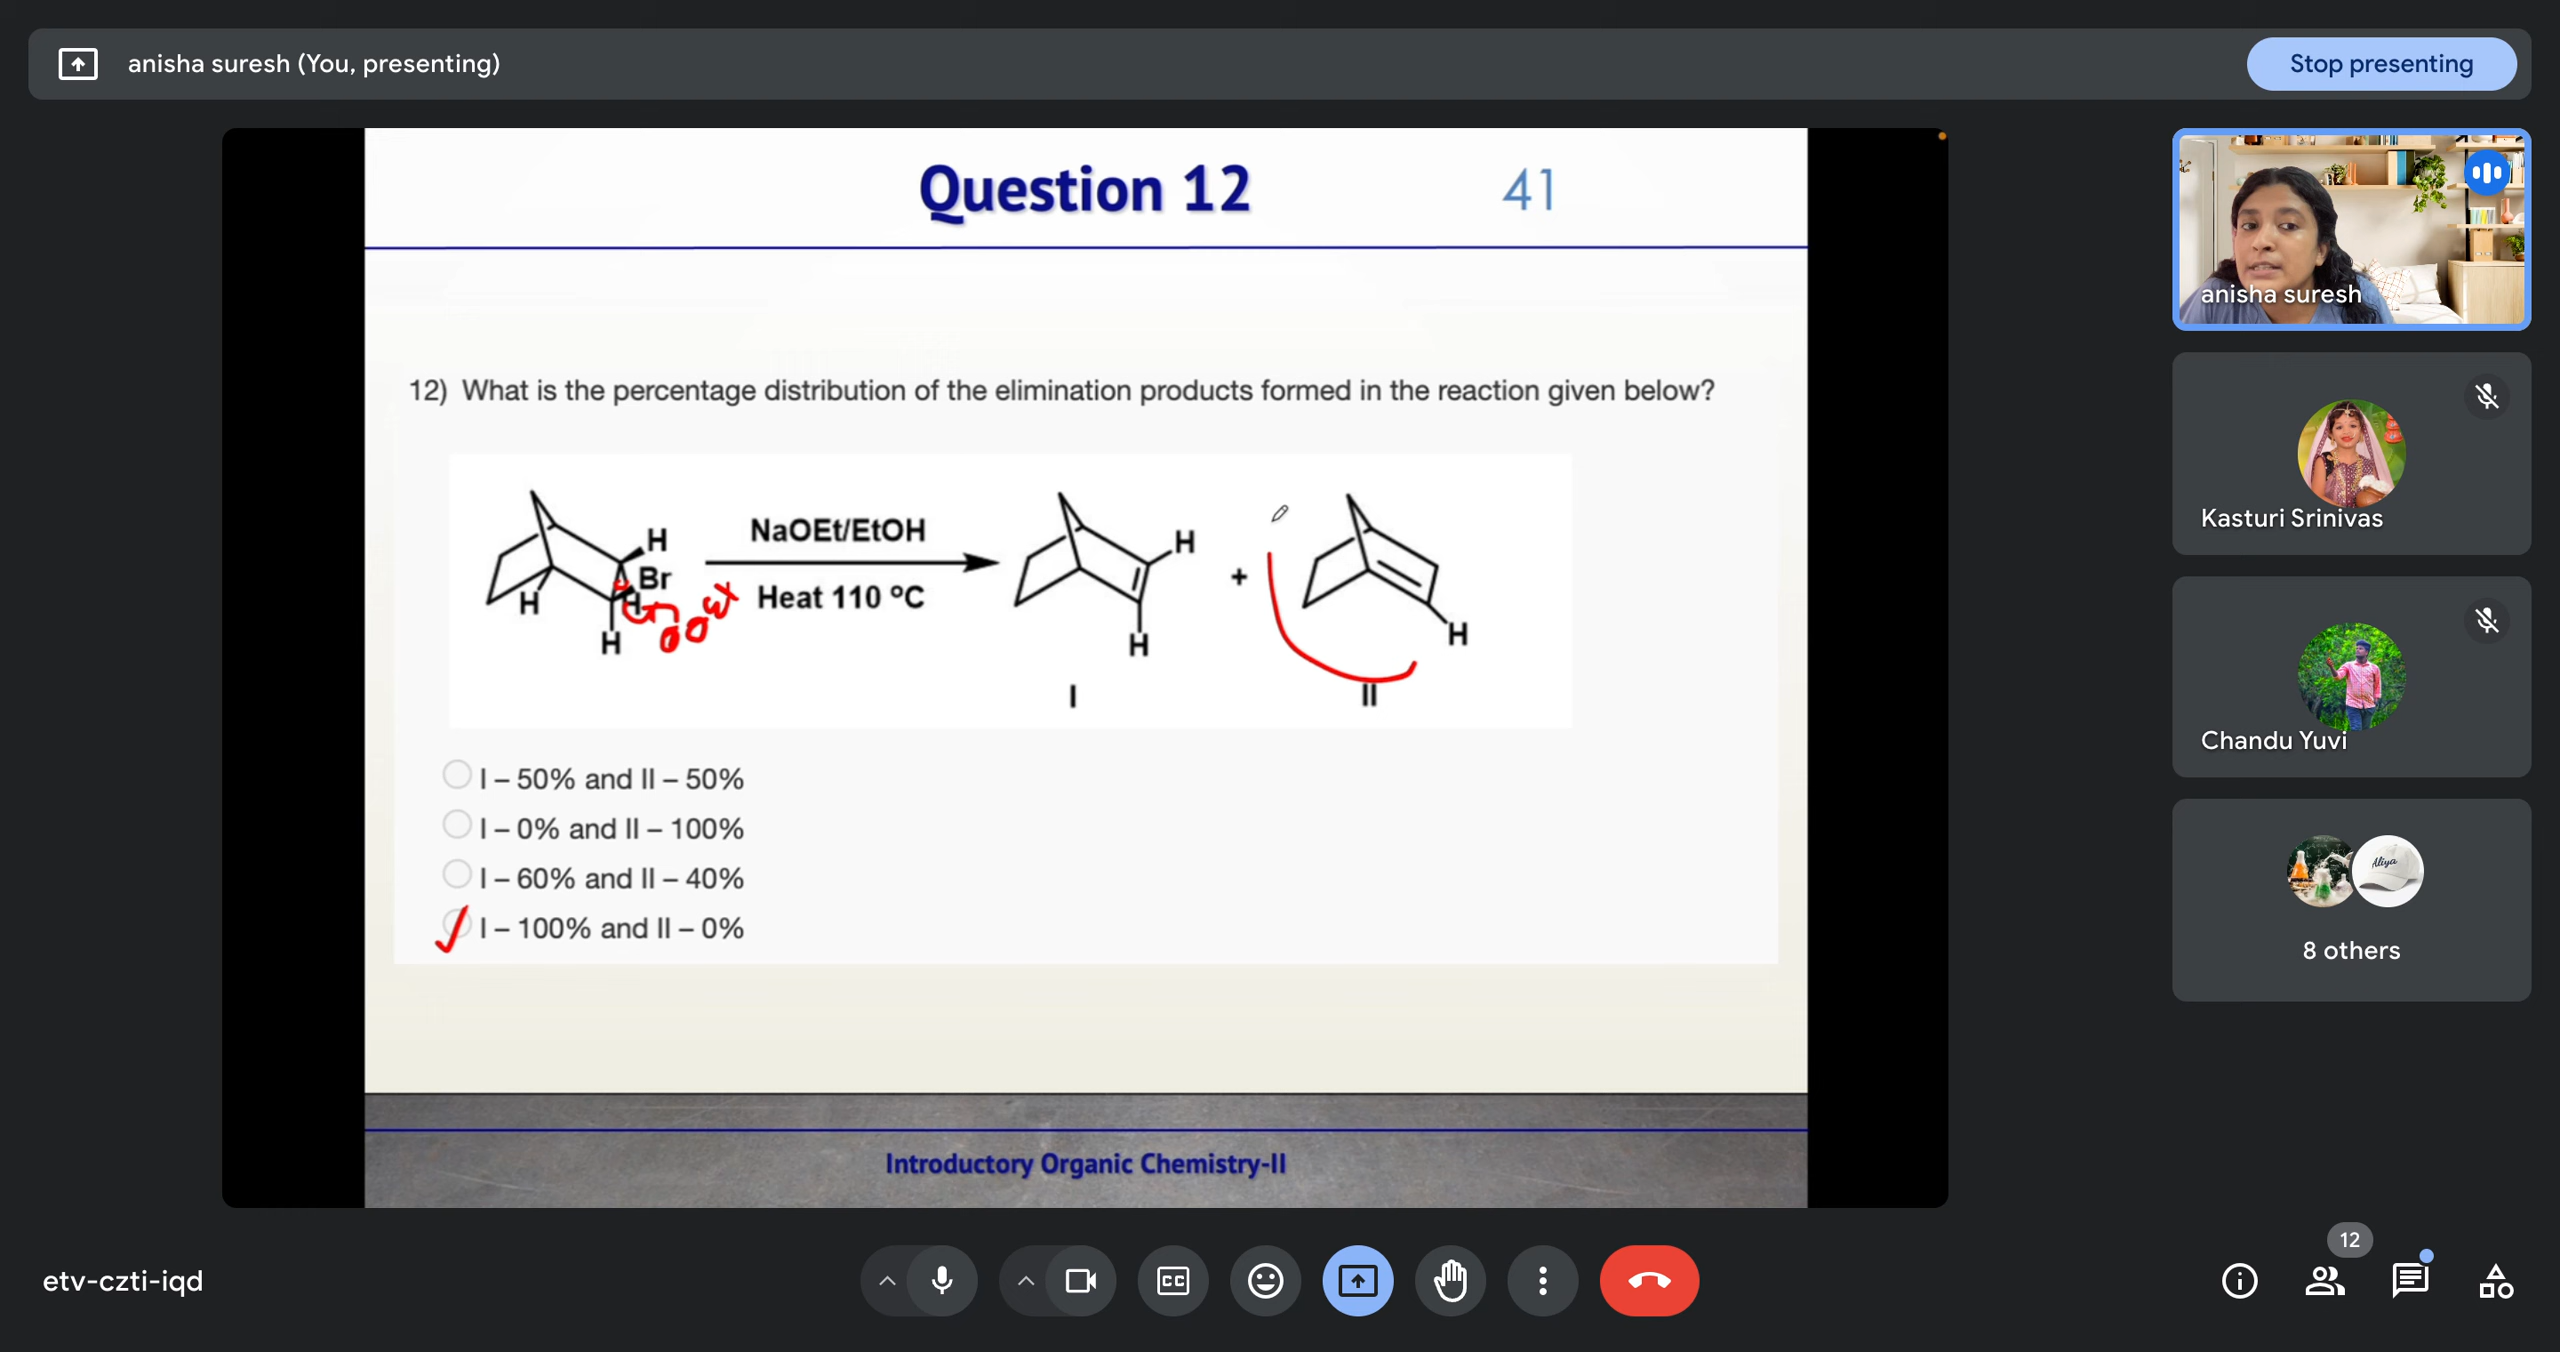 anisha suresh (You, presenting)
Stop presenting
Question 12
41
12) What is the percentage distribution of the elimination products formed in the reaction given below?
H
Br
H
H
H
NaOEt/EtOH
Heat 110 °C
H
H
I
+
H
II
I – 50% and II – 50%
I – 0% and II – 100%
I – 60% and II – 40%
I – 100% and II – 0%
Introductory Organic Chemistry-II
anisha suresh
Kasturi Srinivas
Chandu Yuvi
Aliya
8 others
etv-czti-iqd
CC
12